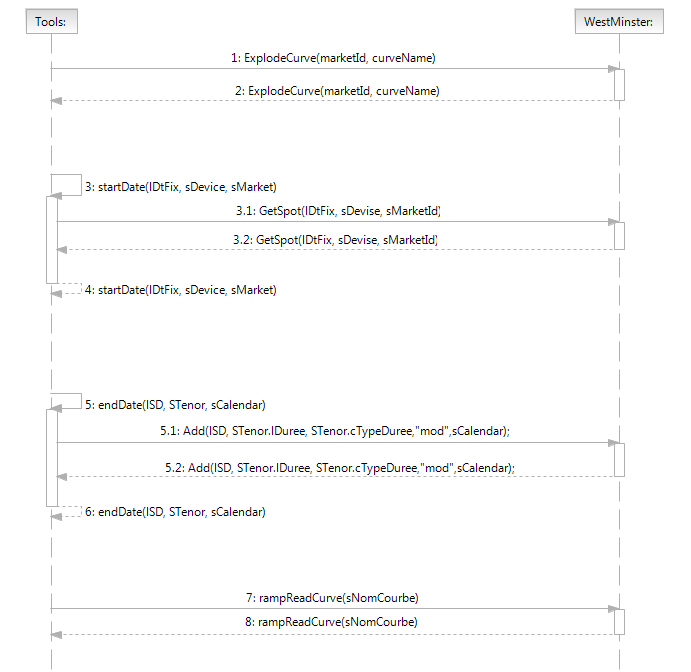 Tools:
WestMinster:
1: ExplodeCurve(marketId, curveName)
2: ExplodeCurve(marketId, curveName)
3: startDate(lDtFix, sDevice, sMarket)
3.1: GetSpot(lDtFix, sDevise, sMarketId)
3.2: GetSpot(lDtFix, sDevise, sMarketId)
4: startDate(lDtFix, sDevice, sMarket)
5: endDate(lSD, STenor, sCalendar)
5.1: Add(lSD, STenor.lDuree, STenor.cTypeDuree,"mod",sCalendar);
5.2: Add(lSD, STenor.lDuree, STenor.cTypeDuree,"mod",sCalendar);
6: endDate(lSD, STenor, sCalendar)
7: rampReadCurve(sNomCourbe)
8: rampReadCurve(sNomCourbe)